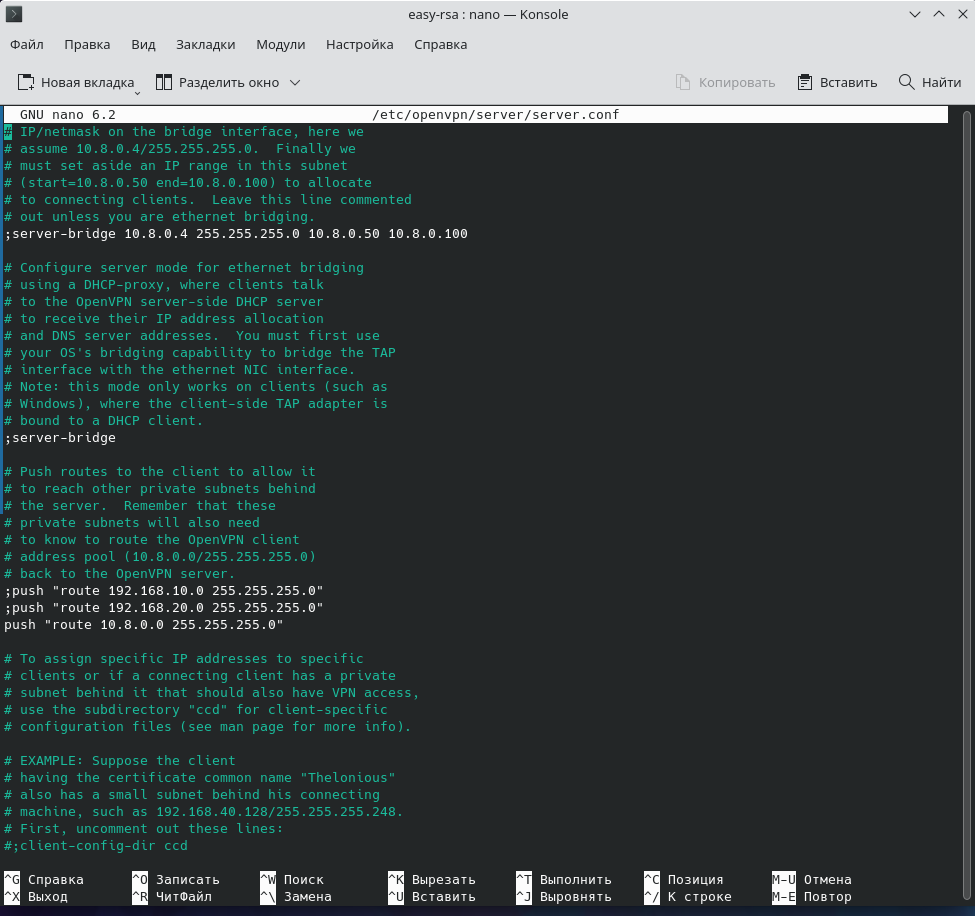 easy-rsa : nano — Konsole
Файл Правка Вид Закладки Модули Настройка Справка
Новая вкладка Разделить окно Копировать Вставить Найти
GNU nano 6.2 /etc/openvpn/server/server.conf
# IP/netmask on the bridge interface, here we
# assume 10.8.0.4/255.255.255.0.  Finally we
# must set aside an IP range in this subnet
# (start=10.8.0.50 end=10.8.0.100) to allocate
# to connecting clients.  Leave this line commented
# out unless you are ethernet bridging.
;server-bridge 10.8.0.4 255.255.255.0 10.8.0.50 10.8.0.100
# Configure server mode for ethernet bridging
# using a DHCP-proxy, where clients talk
# to the OpenVPN server-side DHCP server
# to receive their IP address allocation
# and DNS server addresses.  You must first use
# your OS's bridging capability to bridge the TAP
# interface with the ethernet NIC interface.
# Note: this mode only works on clients (such as
# Windows), where the client-side TAP adapter is
# bound to a DHCP client.
;server-bridge
# Push routes to the client to allow it
# to reach other private subnets behind
# the server.  Remember that these
# private subnets will also need
# to know to route the OpenVPN client
# address pool (10.8.0.0/255.255.255.0)
# back to the OpenVPN server.
;push "route 192.168.10.0 255.255.255.0"
;push "route 192.168.20.0 255.255.255.0"
push "route 10.8.0.0 255.255.255.0"
# To assign specific IP addresses to specific
# clients or if a connecting client has a private
# subnet behind it that should also have VPN access,
# use the subdirectory "ccd" for client-specific
# configuration files (see man page for more info).
# EXAMPLE: Suppose the client
# having the certificate common name "Thelonious"
# also has a small subnet behind his connecting
# machine, such as 192.168.40.128/255.255.255.248.
# First, uncomment out these lines:
#;client-config-dir ccd
^G Справка ^O Записать ^W Поиск ^K Вырезать ^T Выполнить ^C Позиция M-U Отмена
^X Выход ^R ЧитФайл ^\ Замена ^U Вставить ^J Выровнять ^/ К строке M-E Повтор